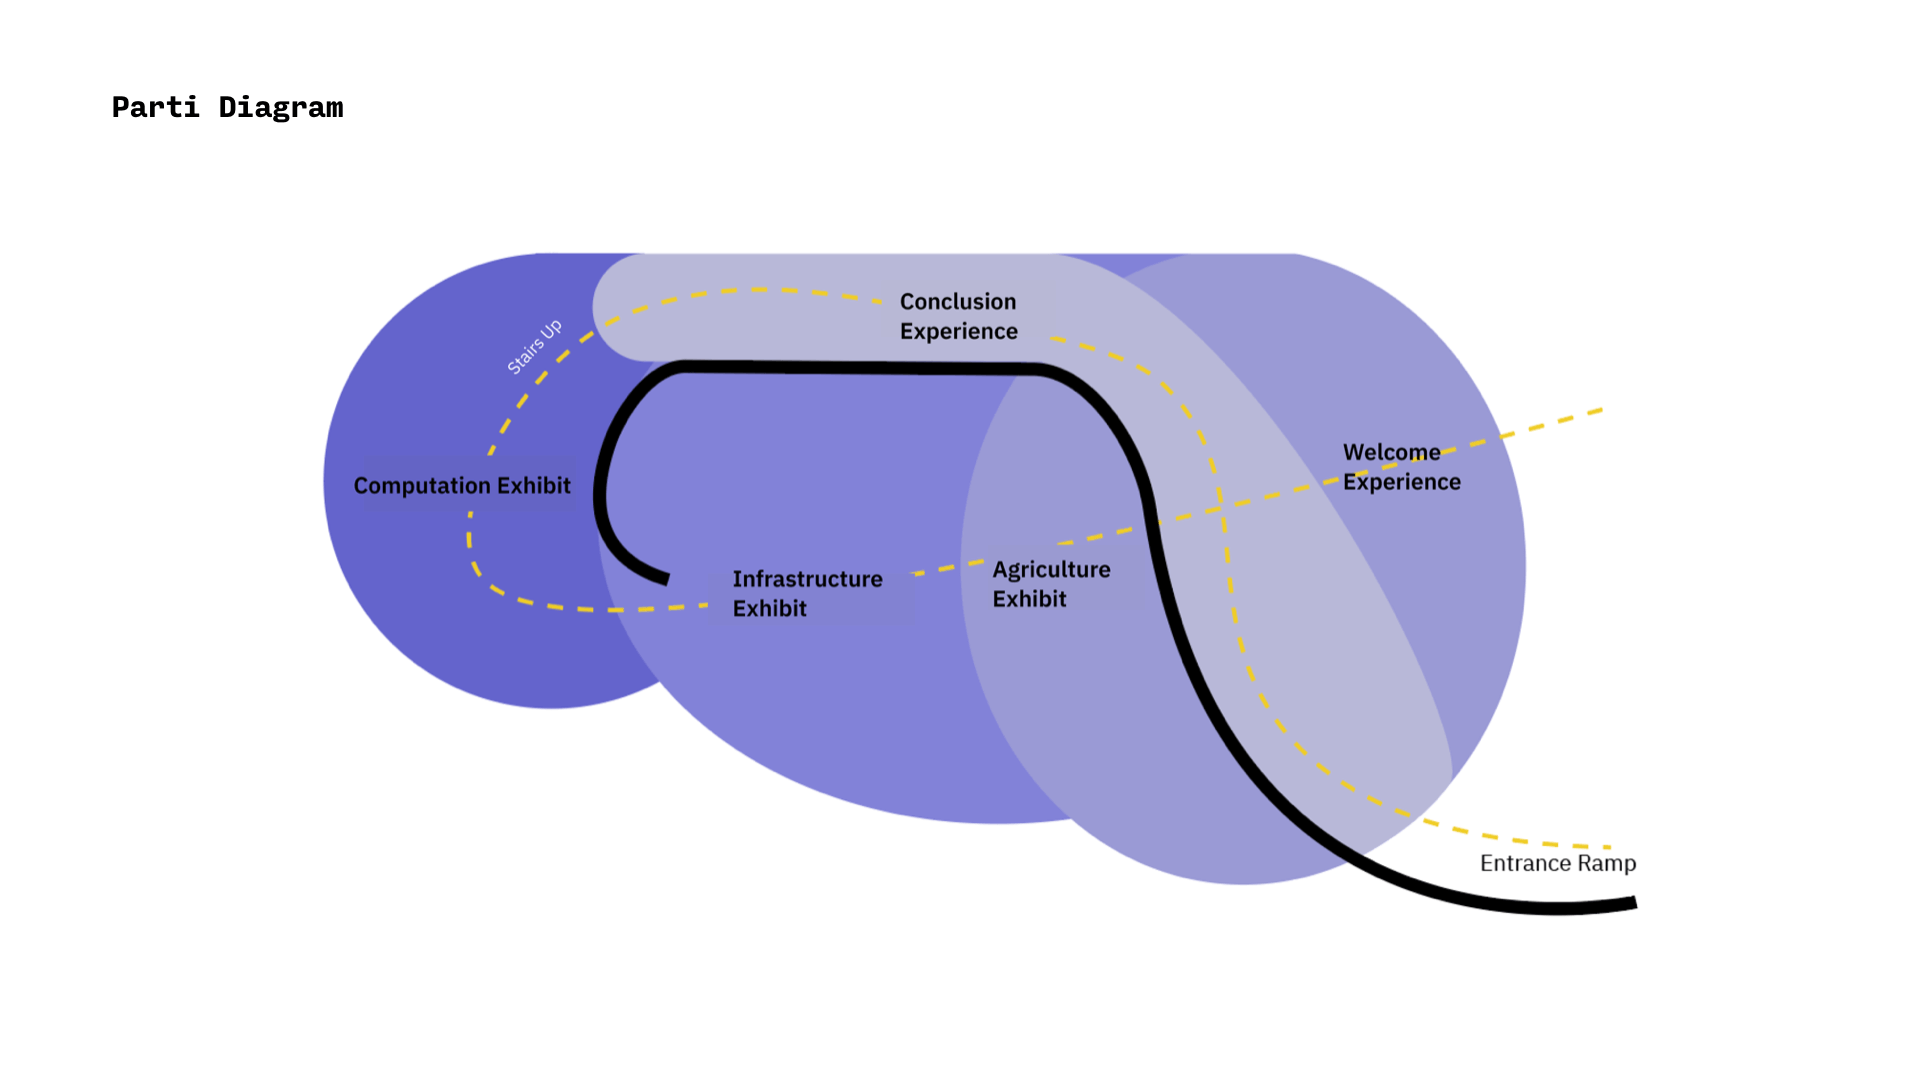 Parti Diagram
Conclusion
Experience
Stairs Up
Welcome
Experience
Computation Exhibit
Infrastructure
Exhibit
Agriculture
Exhibit
Entrance Ramp